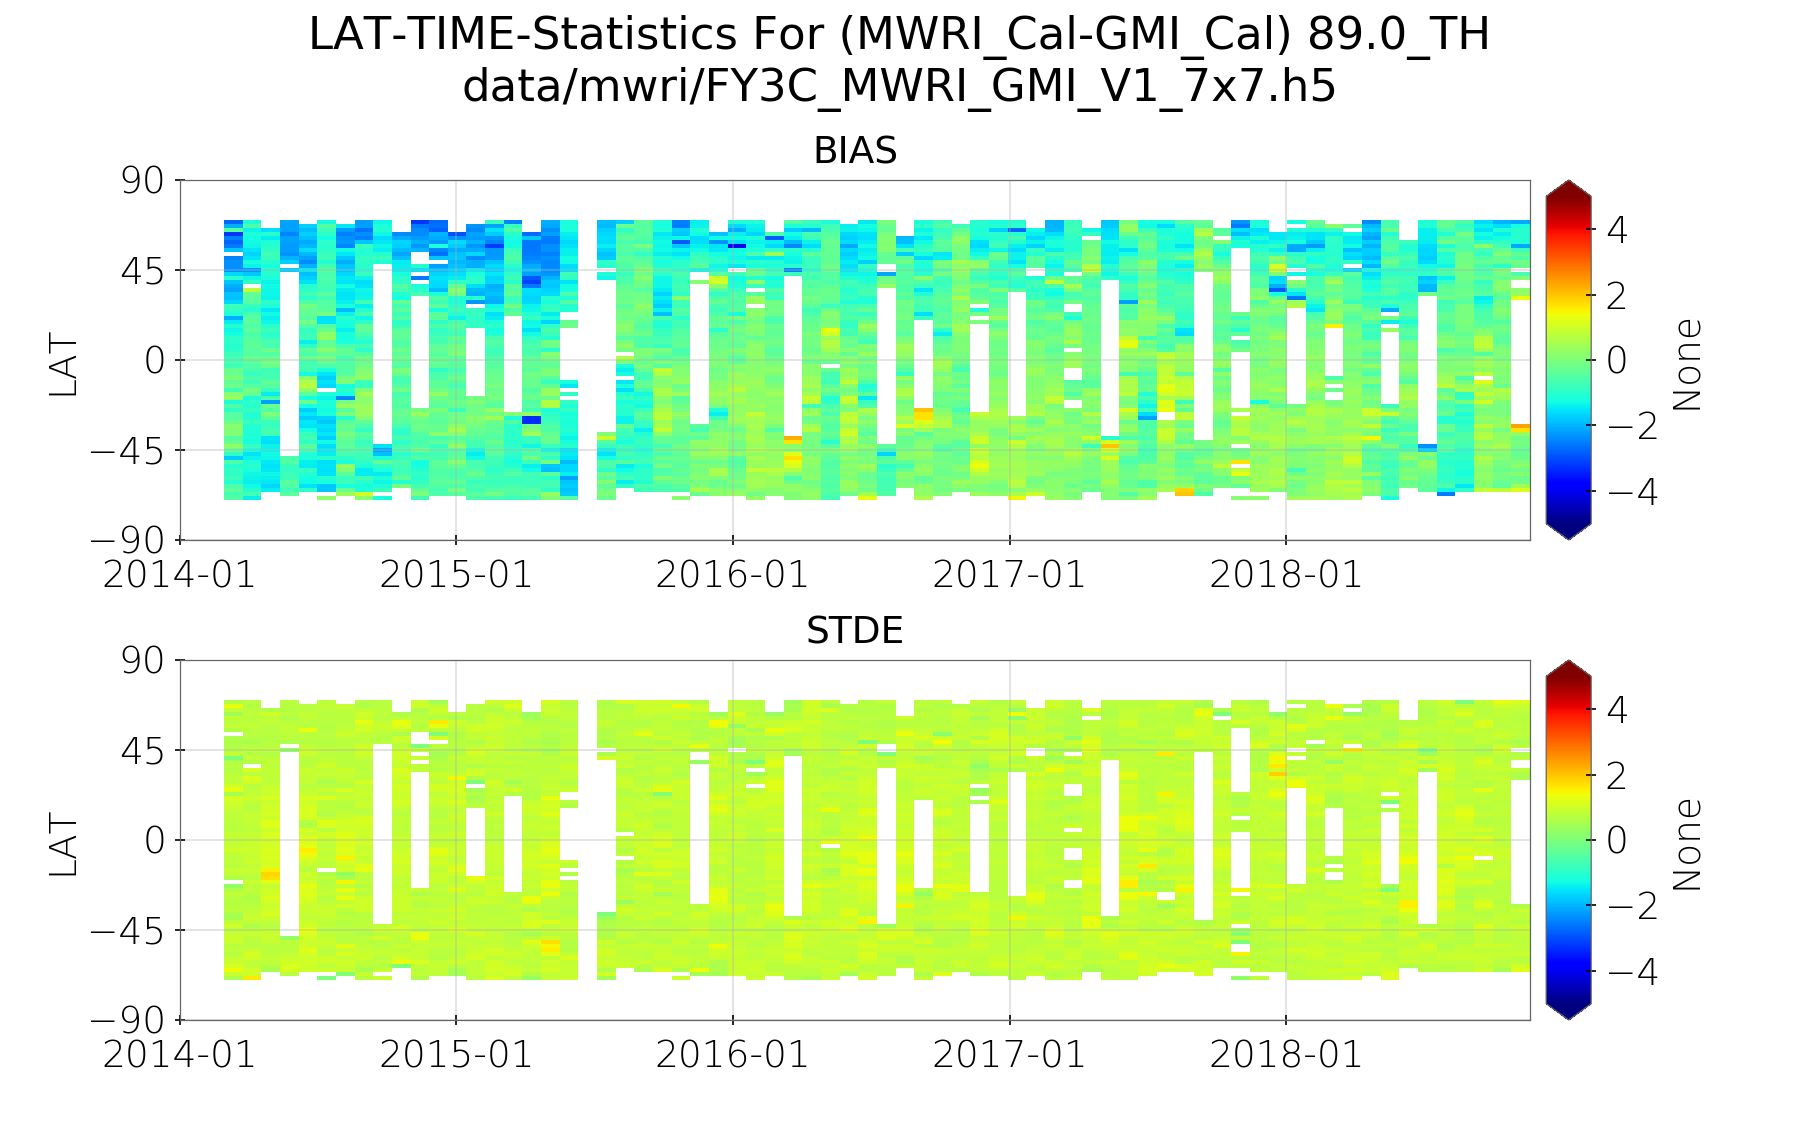 LAT-TIME-Statistics For (MWRI_Cal-GMI_Cal) 89.0_TH
data/mwri/FY3C_MWRI_GMI_V1_7x7.h5
BIAS
90
45
0
−45
−90
LAT
2014-01 2015-01 2016-01 2017-01 2018-01
4
2
0
−2
−4
None
STDE
90
45
0
−45
−90
LAT
2014-01 2015-01 2016-01 2017-01 2018-01
4
2
0
−2
−4
None